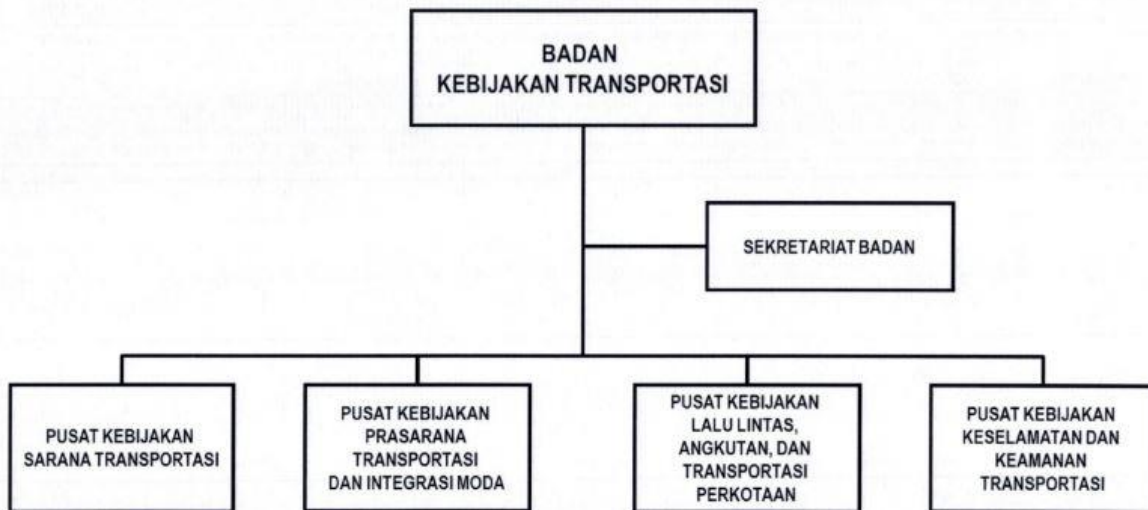 BADAN
KEBIJAKAN TRANSPORTASI
SEKRETARIAT BADAN
PUSAT KEBIJAKAN
SARANA TRANSPORTASI
PUSAT KEBIJAKAN
PRASARANA
TRANSPORTASI
DAN INTEGRASI MODA
PUSAT KEBIJAKAN
LALU LINTAS,
ANGKUTAN, DAN
TRANSPORTASI
PERKOTAAN
PUSAT KEBIJAKAN
KESELAMATAN DAN
KEAMANAN
TRANSPORTASI